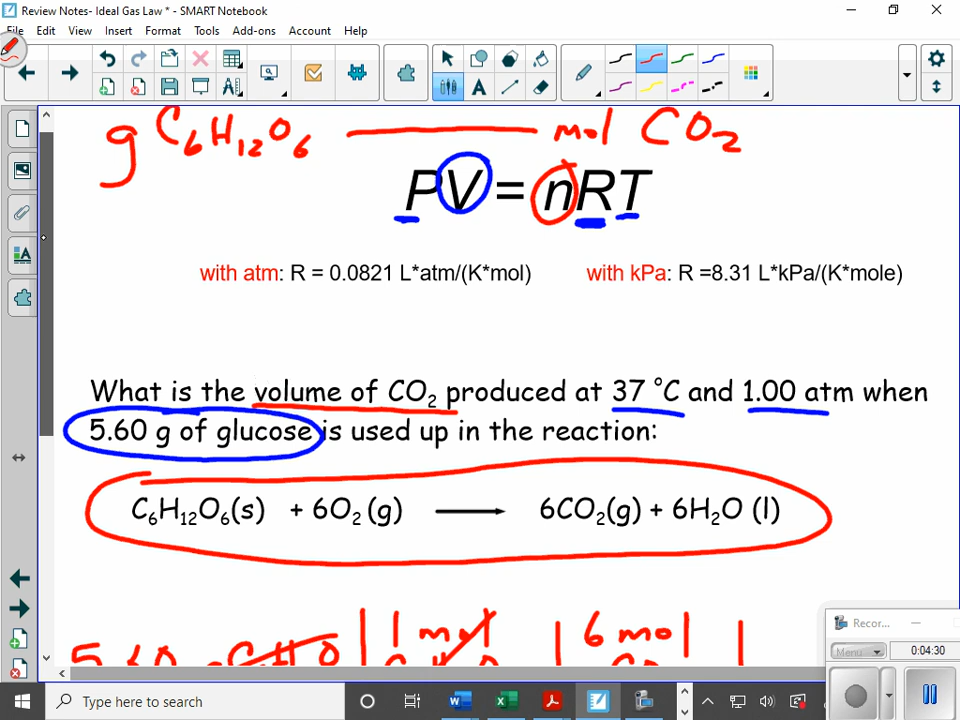 Review Notes- Ideal Gas Law * - SMART Notebook
File Edit View Insert Format Tools Add-ons Account Help
g C₆H₁₂O₆ ——— mol CO₂
PV = nRT
with atm: R = 0.0821 L*atm/(K*mol) with kPa: R =8.31 L*kPa/(K*mole)
What is the volume of CO₂ produced at 37 °C and 1.00 atm when
5.60 g of glucose is used up in the reaction:
C₆H₁₂O₆(s) + 6O₂ (g) → 6CO₂(g) + 6H₂O (l)
1 mol 6 mol
5.60
Recor...
Menu 0:04:30
Type here to search